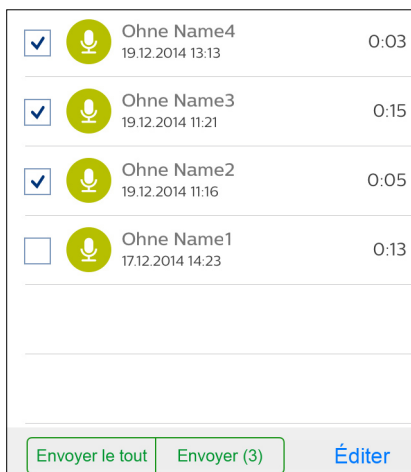 Ohne Name4
19.12.2014 13:13
0:03
Ohne Name3
19.12.2014 11:21
0:15
Ohne Name2
19.12.2014 11:16
0:05
Ohne Name1
17.12.2014 14:23
0:13
Envoyer le tout
Envoyer (3)
Éditer